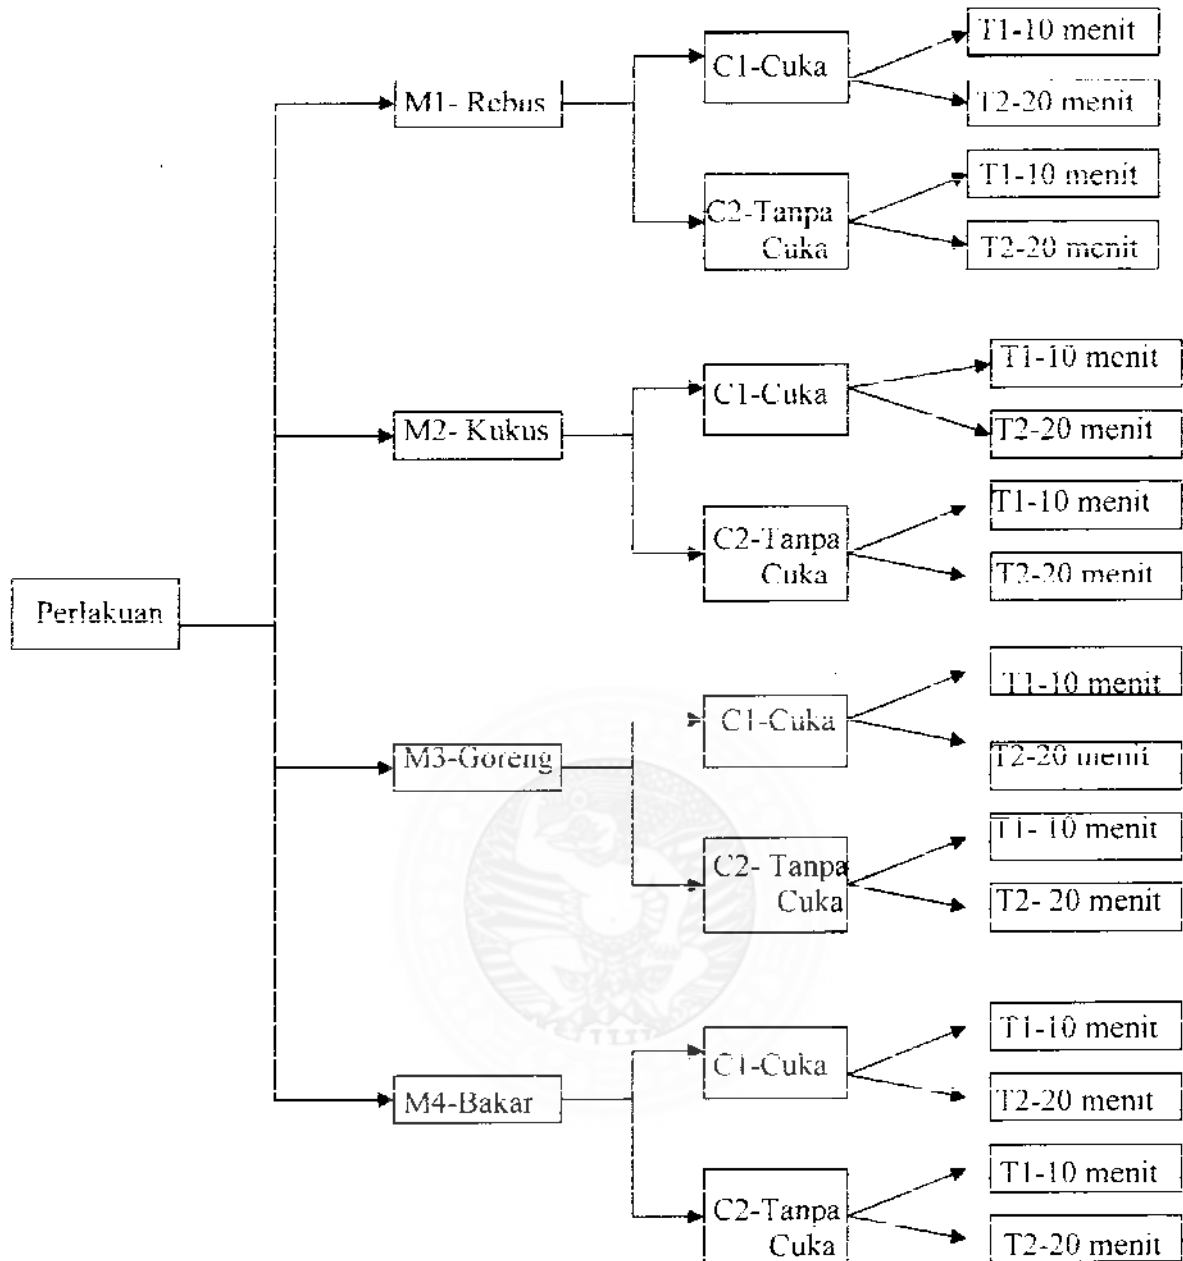 T1-10 menit
C1-Cuka
M1- Rebus
T2-20 menit
T1-10 menit
C2-Tanpa
Cuka
T2-20 menit
T1-10 menit
C1-Cuka
M2- Kukus
T2-20 menit
T1-10 menit
C2-Tanpa
Cuka
T2-20 menit
Perlakuan
T1-10 menit
C1-Cuka
M3-Goreng
T2-20 menit
T1- 10 menit
C2- Tanpa
Cuka
T2- 20 menit
T1-10 menit
C1-Cuka
M4-Bakar
T2-20 menit
T1-10 menit
C2-Tanpa
Cuka
T2-20 menit